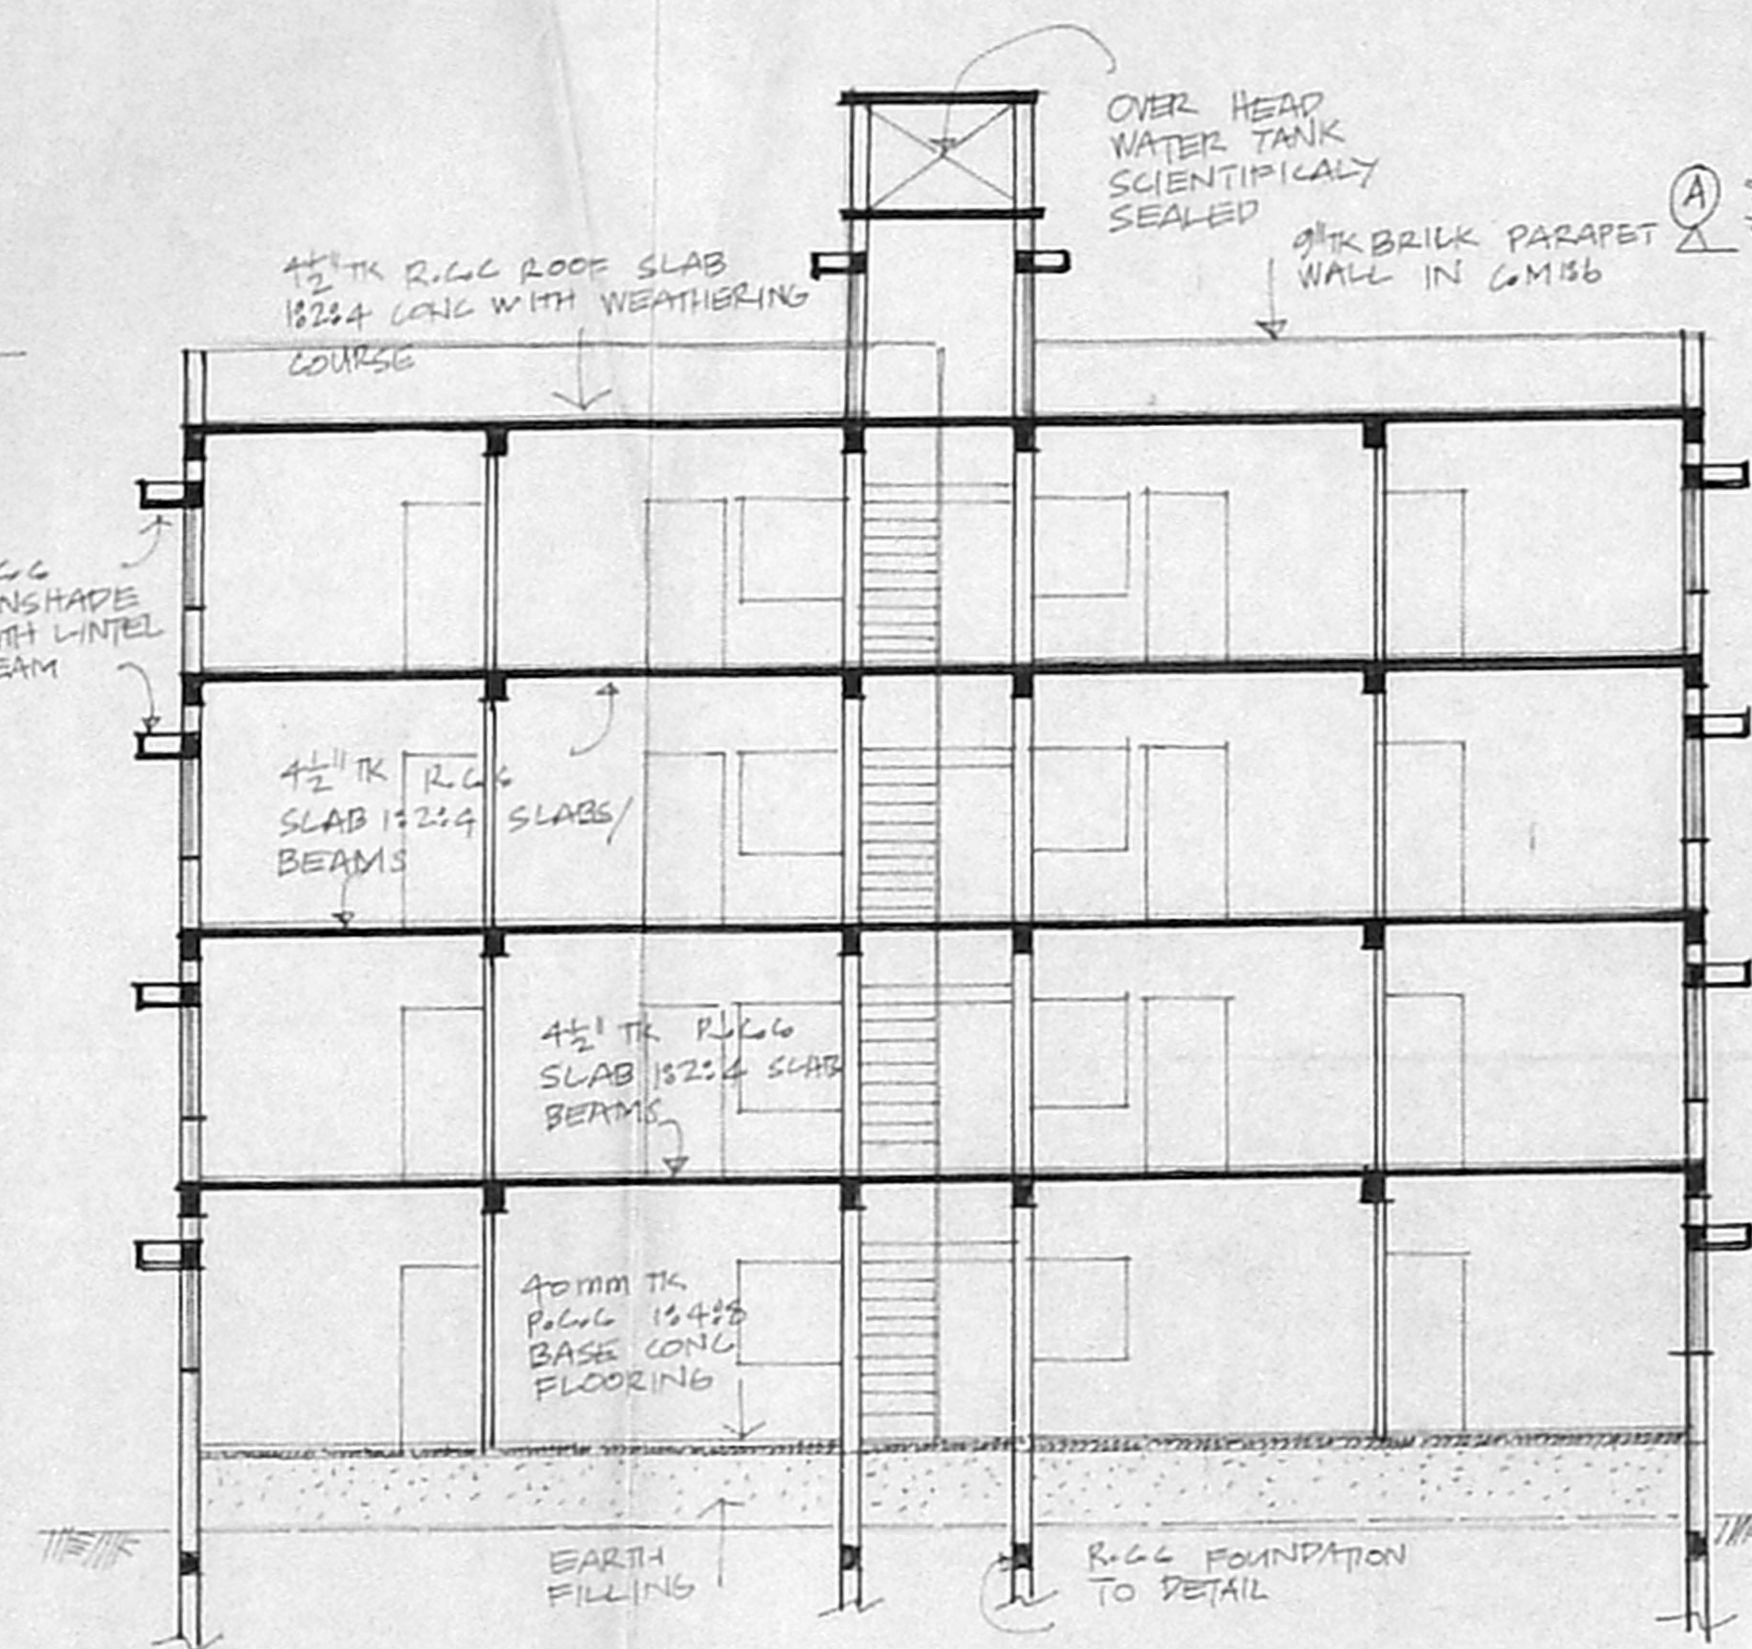 OVER HEAD
WATER TANK
SCIENTIFICALY
SEALED
A
9" TK BRICK PARAPET
WALL IN C.M 1:6
4½" TK R.C.C ROOF SLAB
1:2:4 CONC WITH WEATHERING
COURSE
NSHADE
TH LINTEL
EAM
4½" TK R.C.C
SLAB 1:2:4 SLABS/
BEAMS
4½" TK R.C.C
SLAB 1:2:4 SLAB
BEAMS
40mm TK
P.C.C 1:4:8
BASE CONC
FLOORING
EARTH
FILLING
R.C.C FOUNDATION
TO DETAIL